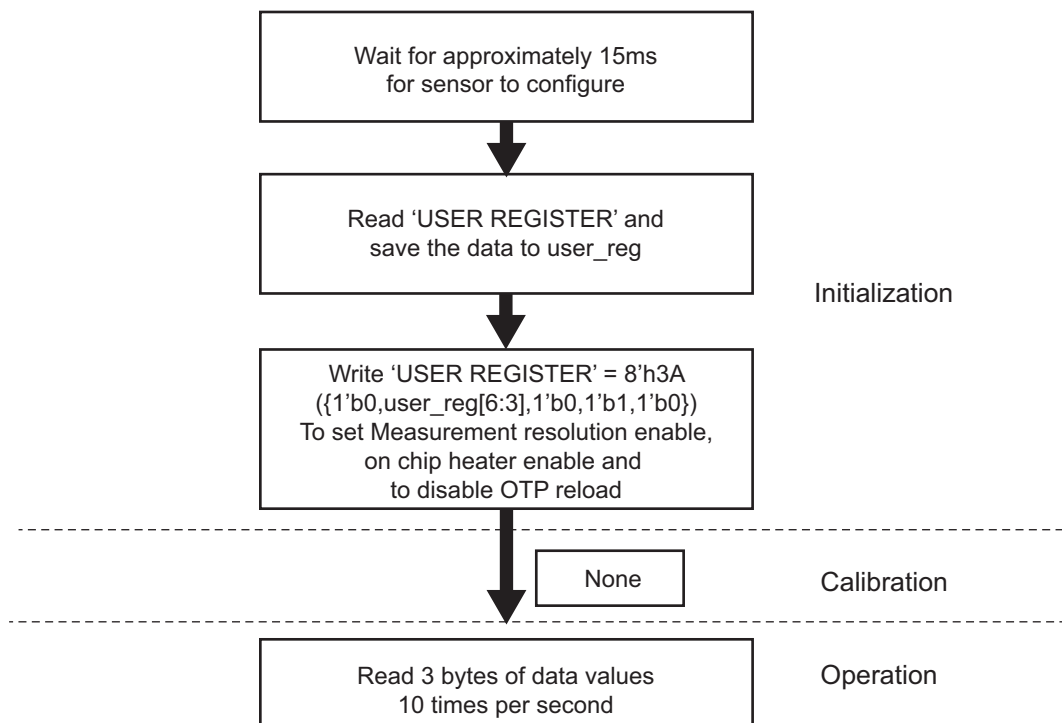 Wait for approximately 15ms
for sensor to configure
Read ‘USER REGISTER’ and
save the data to user_reg
Initialization
Write ‘USER REGISTER’ = 8’h3A
({1’b0,user_reg[6:3],1’b0,1’b1,1’b0})
To set Measurement resolution enable,
on chip heater enable and
to disable OTP reload
None
Calibration
Read 3 bytes of data values
10 times per second
Operation